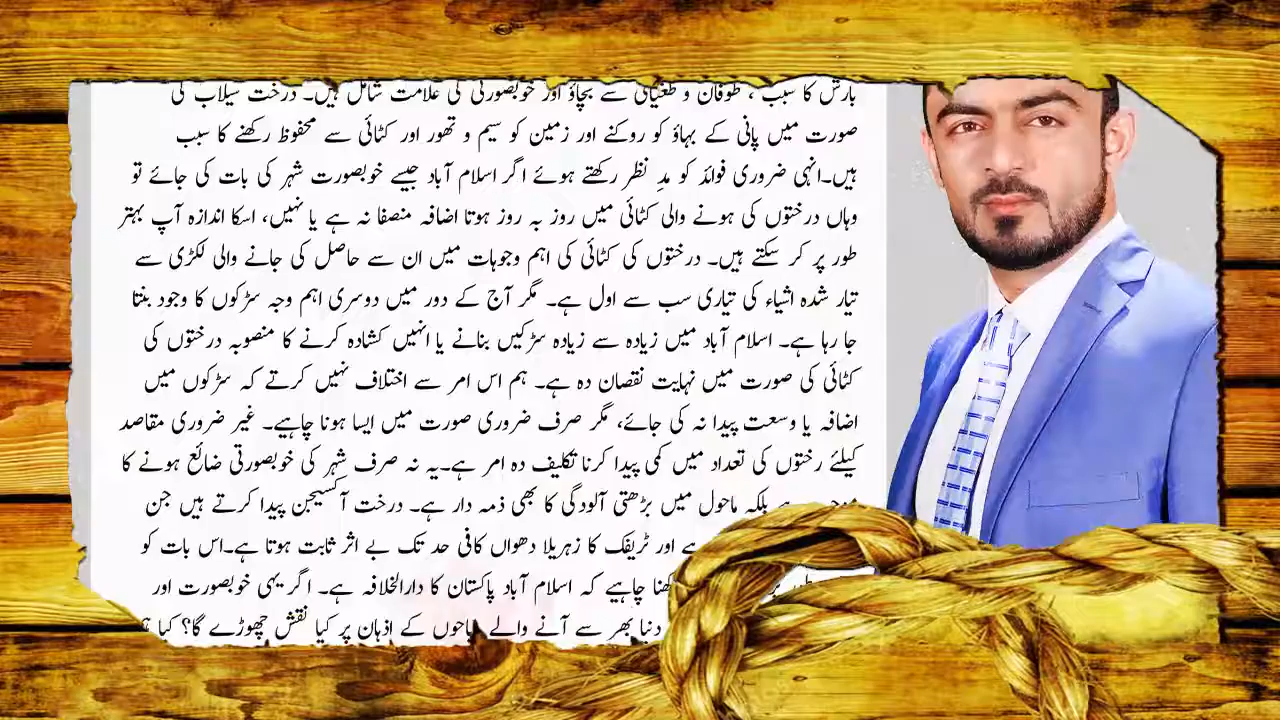 بارش کا سبب ، طوفان و طغیانی سے بچاؤ اور خوبصورتی کی علامت شامل ہیں۔ درخت سیلاب کی
صورت میں پانی کے بہاؤ کو روکنے اور زمین کو سیم و تھور اور کٹائی سے محفوظ رکھنے کا سبب
ہیں۔انہی ضروری فوائد کو مدِ نظر رکھتے ہوئے اگر اسلام آباد جیسے خوبصورت شہر کی بات کی جائے تو
وہاں درختوں کی ہونے والی کٹائی میں روز بہ روز ہوتا اضافہ منصفا نہ ہے یا نہیں، اسکا اندازہ آپ بہتر
طور پر کر سکتے ہیں۔ درختوں کی کٹائی کی اہم وجوہات میں ان سے حاصل کی جانے والی لکڑی سے
تیار شدہ اشیاء کی تیاری سب سے اول ہے۔ مگر آج کے دور میں دوسری اہم وجہ سڑکوں کا وجود بنتا
جا رہا ہے۔ اسلام آباد میں زیادہ سے زیادہ سڑکیں بنانے یا انہیں کشادہ کرنے کا منصوبہ درختوں کی
کٹائی کی صورت میں نہایت نقصان دہ ہے۔ ہم اس امر سے اختلاف نہیں کرتے کہ سڑکوں میں
اضافہ یا وسعت پیدا نہ کی جائے، مگر صرف ضروری صورت میں ایسا ہونا چاہیے۔ غیر ضروری مقاصد
کیلئے رختوں کی تعداد میں کمی پیدا کرنا تکلیف دہ امر ہے۔یہ نہ صرف شہر کی خوبصورتی ضائع ہونے کا
ہے بلکہ ماحول میں بڑھتی آلودگی کا بھی ذمہ دار ہے۔ درخت آکسیجن پیدا کرتے ہیں جن
ہے اور ٹریفک کا زہریلا دھواں کافی حد تک بے اثر ثابت ہوتا ہے۔اس بات کو
چاہیے کہ اسلام آباد پاکستان کا دارالخلافہ ہے۔ اگر یہی خوبصورت اور
دنیا بھر سے آنے والے کے اذہان پر کیا نقش چھوڑے گا؟ کیا